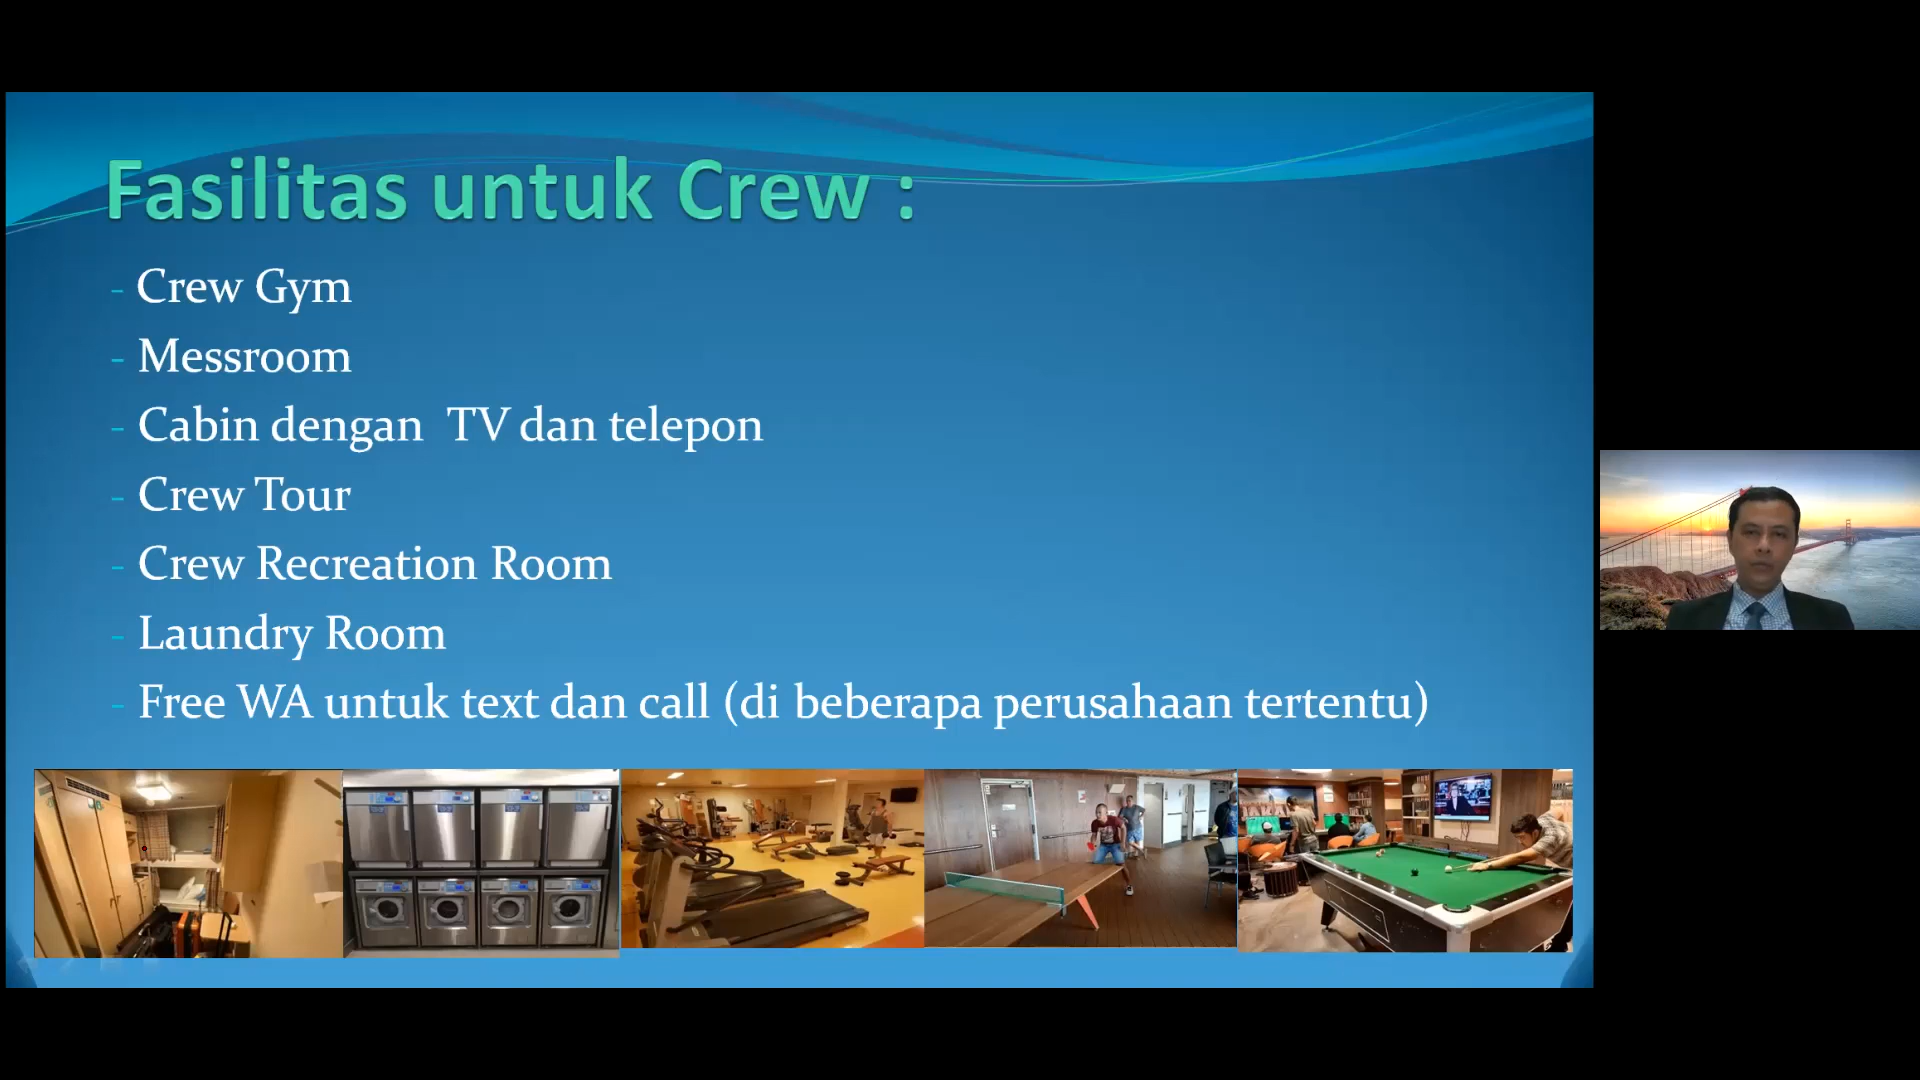 Fasilitas untuk Crew :
- Crew Gym
- Messroom
- Cabin dengan TV dan telepon
- Crew Tour
- Crew Recreation Room
- Laundry Room
- Free WA untuk text dan call (di beberapa perusahaan tertentu)